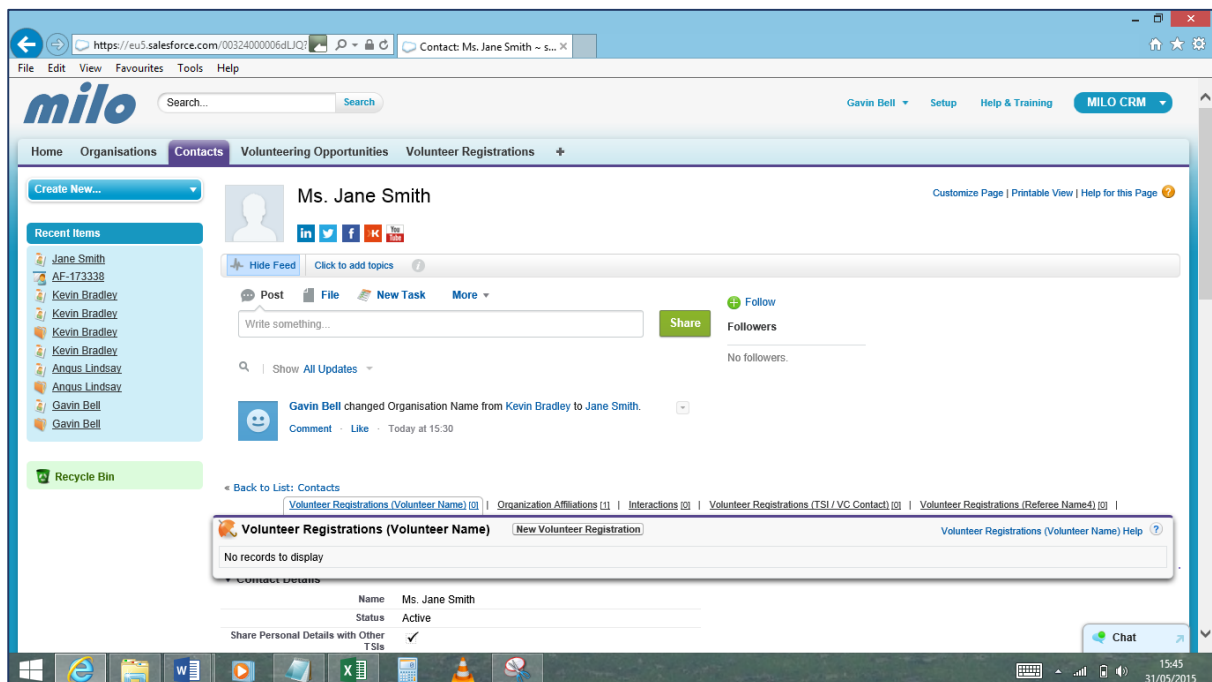 https://eu5.salesforce.com/00324000006dLJQ?
Contact: Ms. Jane Smith ~ s...
File Edit View Favourites Tools Help
milo
Search...
Search
Gavin Bell
Setup
Help & Training
MILO CRM
Home Organisations Contacts Volunteering Opportunities Volunteer Registrations +
Create New...
Ms. Jane Smith
Customize Page | Printable View | Help for this Page
Recent Items
in f You Tube
Jane Smith
AF-173338
Kevin Bradley
Kevin Bradley
Kevin Bradley
Kevin Bradley
Angus Lindsay
Angus Lindsay
Gavin Bell
Gavin Bell
Recycle Bin
Hide Feed Click to add topics i
Post File New Task More
Write something...
Share
Follow
Followers
No followers.
Show All Updates
Gavin Bell changed Organisation Name from Kevin Bradley to Jane Smith.
Comment · Like · Today at 15:30
« Back to List: Contacts
Volunteer Registrations (Volunteer Name) [0] | Organization Affiliations [1] | Interactions [0] | Volunteer Registrations (TSI / VC Contact) [0] | Volunteer Registrations (Referee Name4) [0] |
Volunteer Registrations (Volunteer Name) New Volunteer Registration Volunteer Registrations (Volunteer Name) Help ?
No records to display
Contact Details
Name Ms. Jane Smith
Status Active
Share Personal Details with Other TSIs ✓
Chat
15:45
31/05/2015